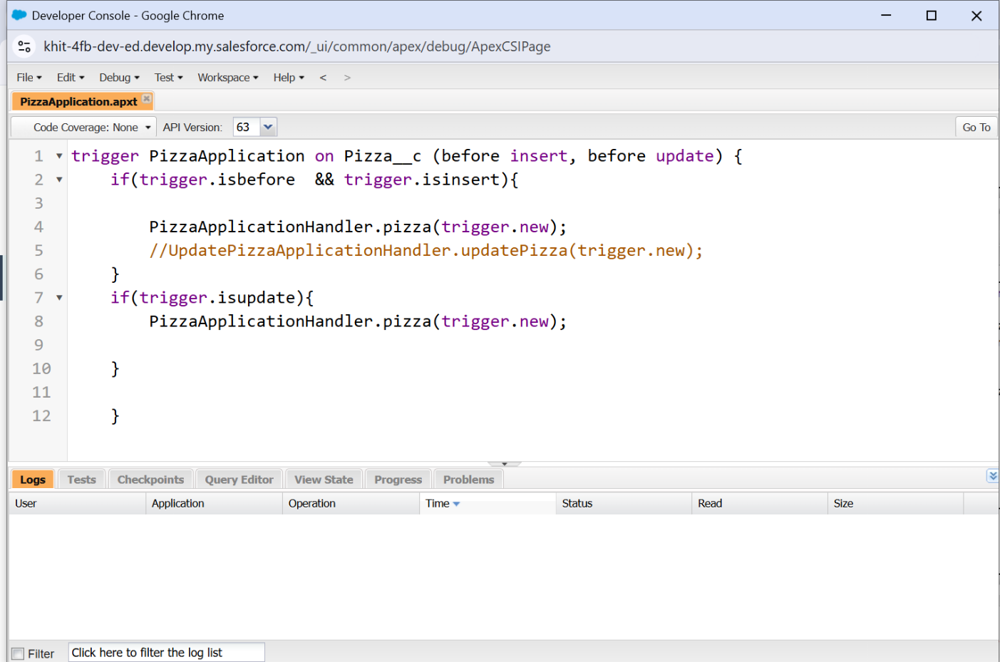 Developer Console - Google Chrome
khit-4fb-dev-ed.develop.my.salesforce.com/_ui/common/apex/debug/ApexCSIPage
File Edit Debug Test Workspace Help < >
PizzaApplication.apxt
Code Coverage: None API Version: 63 Go To
1 trigger PizzaApplication on Pizza__c (before insert, before update) {
2 if(trigger.isbefore  && trigger.isinsert){
3
4 PizzaApplicationHandler.pizza(trigger.new);
5 //UpdatePizzaApplicationHandler.updatePizza(trigger.new);
6 }
7 if(trigger.isupdate){
8 PizzaApplicationHandler.pizza(trigger.new);
9
10 }
11
12 }
Logs Tests Checkpoints Query Editor View State Progress Problems
User Application Operation Time Status Read Size
Filter Click here to filter the log list